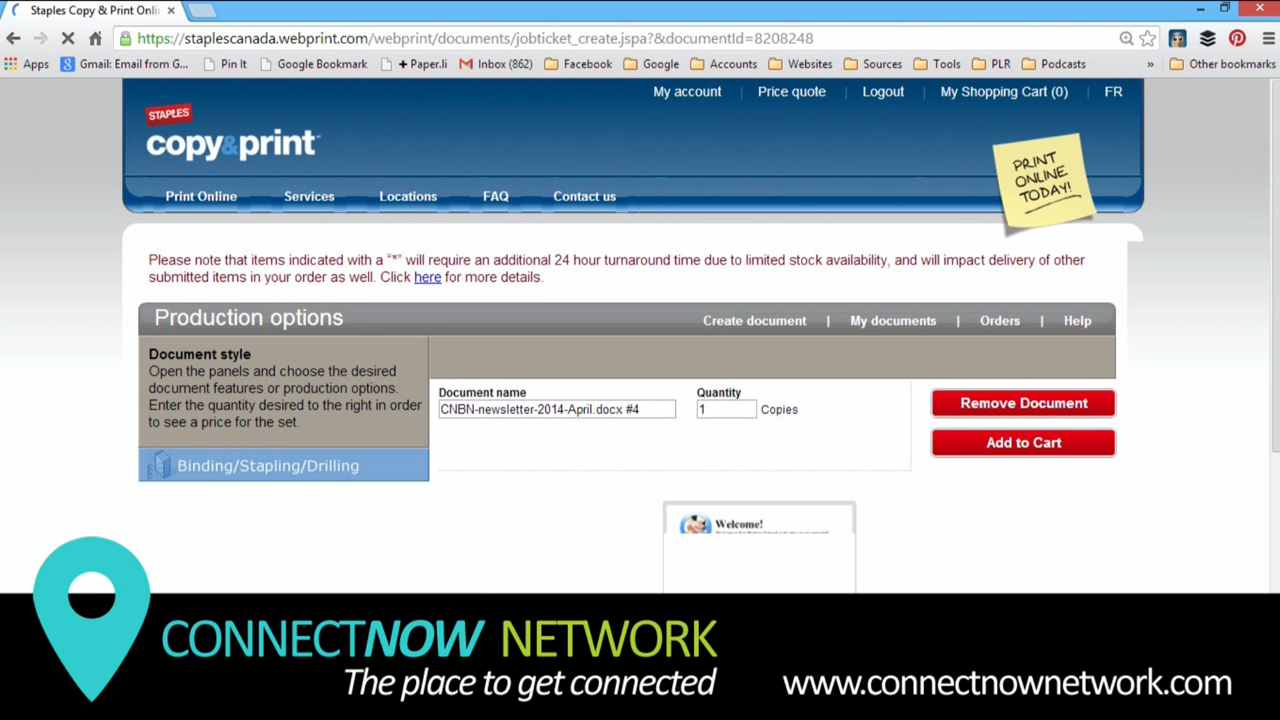 Staples Copy & Print Onli
https://staplescanada.webprint.com/webprint/documents/jobticket_create.jspa?&documentId=8208248
Apps Gmail: Email from G... Pin It Google Bookmark + Paper.li Inbox (862) Facebook Google Accounts Websites Sources Tools PLR Podcasts » Other bookmarks
My account | Price quote | Logout | My Shopping Cart (0) | FR
STAPLES
copy&print
PRINT
ONLINE
TODAY!
Print Online Services Locations FAQ Contact us
Please note that items indicated with a “*” will require an additional 24 hour turnaround time due to limited stock availability, and will impact delivery of other
submitted items in your order as well. Click here for more details.
Production options
Create document | My documents | Orders | Help
Document style
Open the panels and choose the desired
document features or production options.
Enter the quantity desired to the right in order
to see a price for the set.
Binding/Stapling/Drilling
Document name Quantity
CNBN-newsletter-2014-April.docx #4 1 Copies
Remove Document
Add to Cart
Welcome!
CONNECTNOW NETWORK
The place to get connected
www.connectnownetwork.com